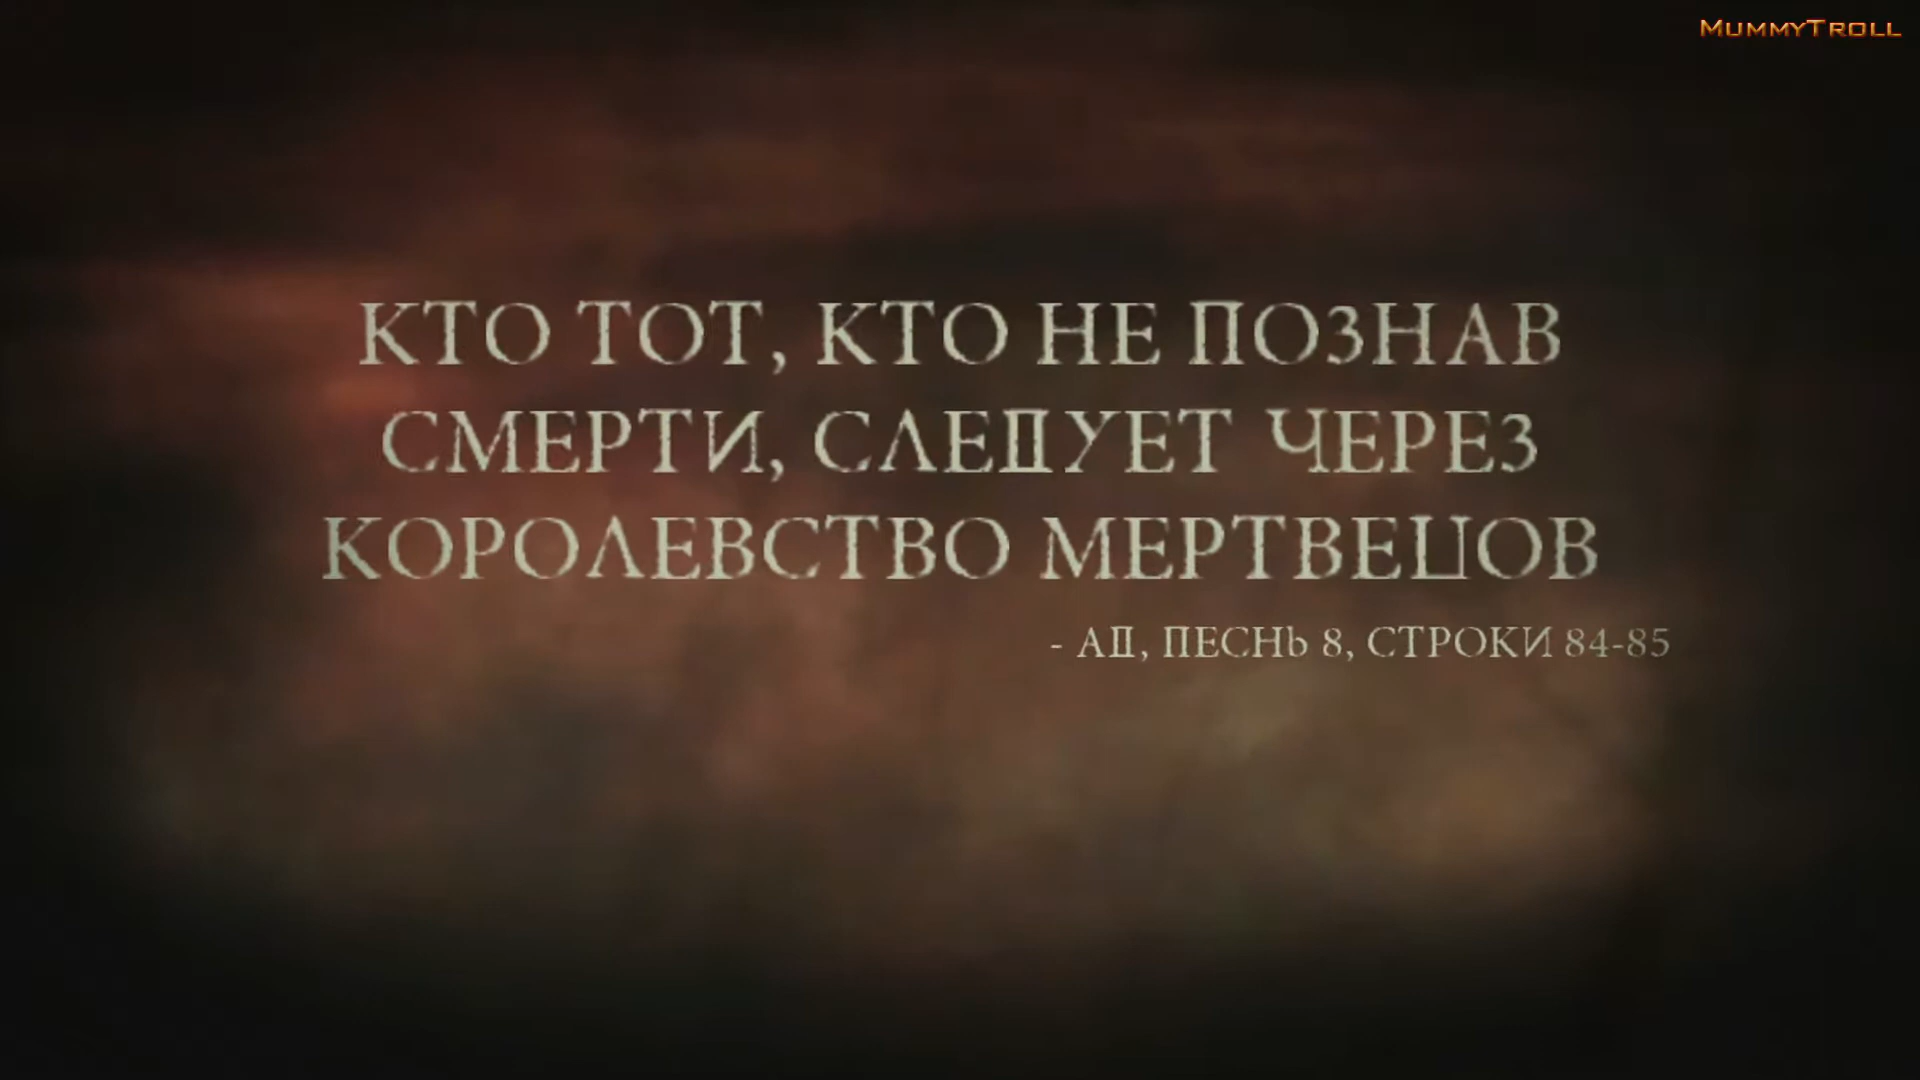 MUMMYTROLL
КТО ТОТ, КТО НЕ ПОЗНАВ
СМЕРТИ, СЛЕДУЕТ ЧЕРЕЗ
КОРОЛЕВСТВО МЕРТВЕЦОВ
- АД, ПЕСНЬ 8, СТРОКИ 84-85